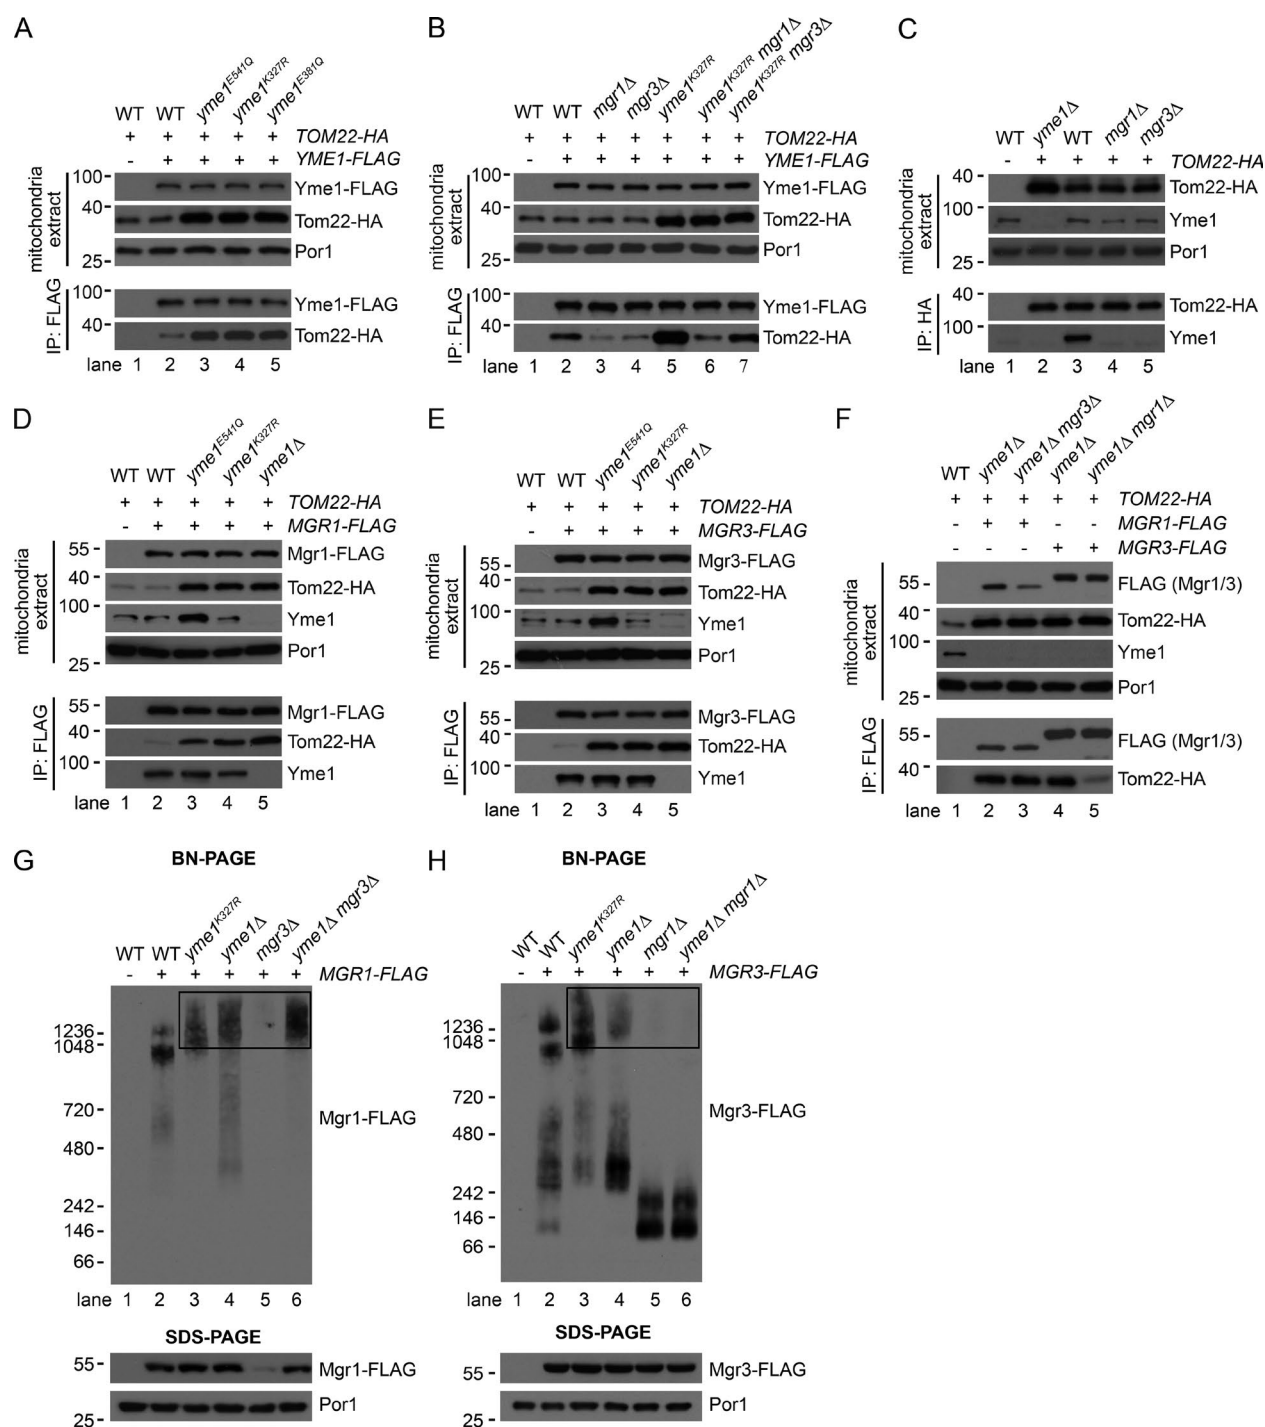 A
WT WT yme1E541Q yme1K327R yme1E381Q
+ + + + + TOM22-HA
- + + + + YME1-FLAG
mitochondria extract
100 Yme1-FLAG
40 Tom22-HA
25 Por1
IP: FLAG
100 Yme1-FLAG
40 Tom22-HA
lane 1 2 3 4 5
B
WT WT mgr1Δ mgr3Δ yme1K327R yme1K327R mgr1Δ yme1K327R mgr3Δ
+ + + + + + + TOM22-HA
- + + + + + + YME1-FLAG
mitochondria extract
100 Yme1-FLAG
40 Tom22-HA
25 Por1
IP: FLAG
100 Yme1-FLAG
40 Tom22-HA
lane 1 2 3 4 5 6 7
C
WT yme1Δ WT mgr1Δ mgr3Δ
- + + + + TOM22-HA
mitochondria extract
40 Tom22-HA
100 Yme1
25 Por1
IP: HA
40 Tom22-HA
100 Yme1
lane 1 2 3 4 5
D
WT WT yme1E541Q yme1K327R yme1Δ
+ + + + + TOM22-HA
- + + + + MGR1-FLAG
mitochondria extract
55 Mgr1-FLAG
40 Tom22-HA
100 Yme1
25 Por1
IP: FLAG
55 Mgr1-FLAG
40 Tom22-HA
100 Yme1
lane 1 2 3 4 5
E
WT WT yme1E541Q yme1K327R yme1Δ
+ + + + + TOM22-HA
- + + + + MGR3-FLAG
mitochondria extract
55 Mgr3-FLAG
40 Tom22-HA
100 Yme1
25 Por1
IP: FLAG
55 Mgr3-FLAG
40 Tom22-HA
100 Yme1
lane 1 2 3 4 5
F
WT yme1Δ yme1Δ mgr3Δ yme1Δ yme1Δ mgr1Δ
+ + + + + TOM22-HA
- + + - - MGR1-FLAG
- - - + + MGR3-FLAG
mitochondria extract
55 FLAG (Mgr1/3)
40 Tom22-HA
100 Yme1
25 Por1
IP: FLAG
55 FLAG (Mgr1/3)
40 Tom22-HA
lane 1 2 3 4 5
G
BN-PAGE
WT WT yme1K327R yme1Δ mgr3Δ yme1Δ mgr3Δ
- + + + + + MGR1-FLAG
1236
1048
720 Mgr1-FLAG
480
242
146
66
lane 1 2 3 4 5 6
SDS-PAGE
55 Mgr1-FLAG
25 Por1
H
BN-PAGE
WT WT yme1K327R yme1Δ mgr1Δ yme1Δ mgr1Δ
- + + + + + MGR3-FLAG
1236
1048
720 Mgr3-FLAG
480
242
146
66
lane 1 2 3 4 5 6
SDS-PAGE
55 Mgr3-FLAG
25 Por1